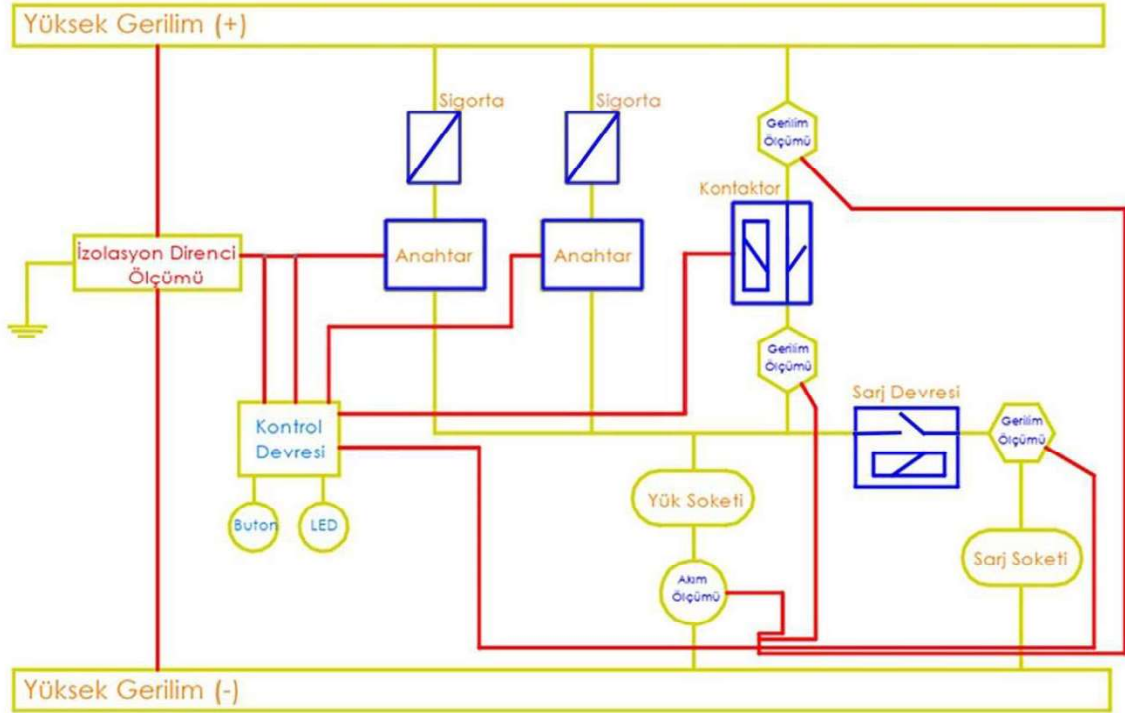 Yüksek Gerilim (+)
Sigorta
Sigorta
Gerilim
Ölçümü
Kontaktor
İzolasyon Direnci
Ölçümü
Anahtar
Anahtar
Gerilim
Ölçümü
Sarj Devresi
Kontrol
Devresi
Gerilim
Ölçümü
Yük Soketi
Buton
LED
Sarj Soketi
Akım
Ölçümü
Yüksek Gerilim (-)